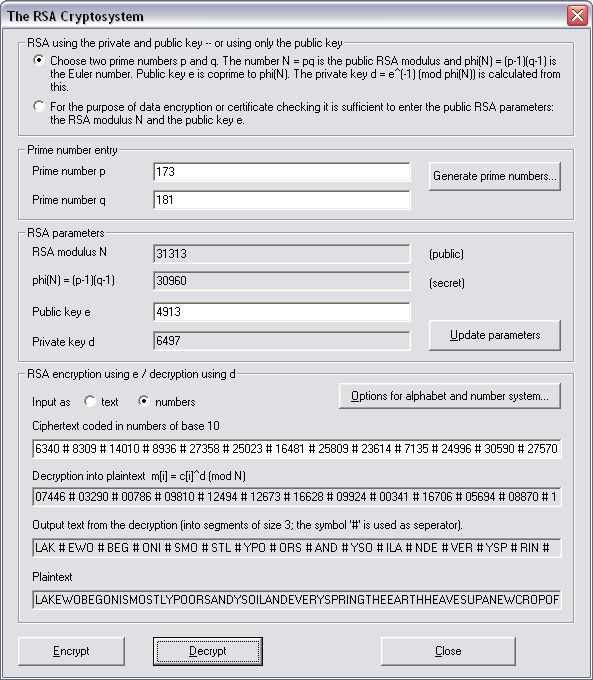 The RSA Cryptosystem
RSA using the private and public key -- or using only the public key
Choose two prime numbers p and q. The number N = pq is the public RSA modulus and phi(N) = (p-1)(q-1) is
the Euler number. Public key e is coprime to phi(N). The private key d = e^(-1) (mod phi(N)) is calculated from
this.
For the purpose of data encryption or certificate checking it is sufficient to enter the public RSA parameters:
the RSA modulus N and the public key e.
Prime number entry
Prime number p 173 Generate prime numbers...
Prime number q 181
RSA parameters
RSA modulus N 31313 (public)
phi(N) = (p-1)(q-1) 30960 (secret)
Public key e 4913
Private key d 6497 Update parameters
RSA encryption using e / decryption using d
Input as text numbers Options for alphabet and number system...
Ciphertext coded in numbers of base 10
6340 # 8309 # 14010 # 8936 # 27358 # 25023 # 16481 # 25809 # 23614 # 7135 # 24996 # 30590 # 27570
Decryption into plaintext m[i] = c[i]^d (mod N)
07446 # 03290 # 00786 # 09810 # 12494 # 12673 # 16628 # 09924 # 00341 # 16706 # 05694 # 08870 # 1
Output text from the decryption (into segments of size 3; the symbol '#' is used as seperator).
LAK # EWO # BEG # ONI # SMO # STL # YPO # ORS # AND # YSO # ILA # NDE # VER # YSP # RIN #
Plaintext
LAKEWOBEGONISMOSTLYPOORSANDYSOILANDEVERYSPRINGTHEEARTHHEAVESUPANEWCROPOF
Encrypt Decrypt Close